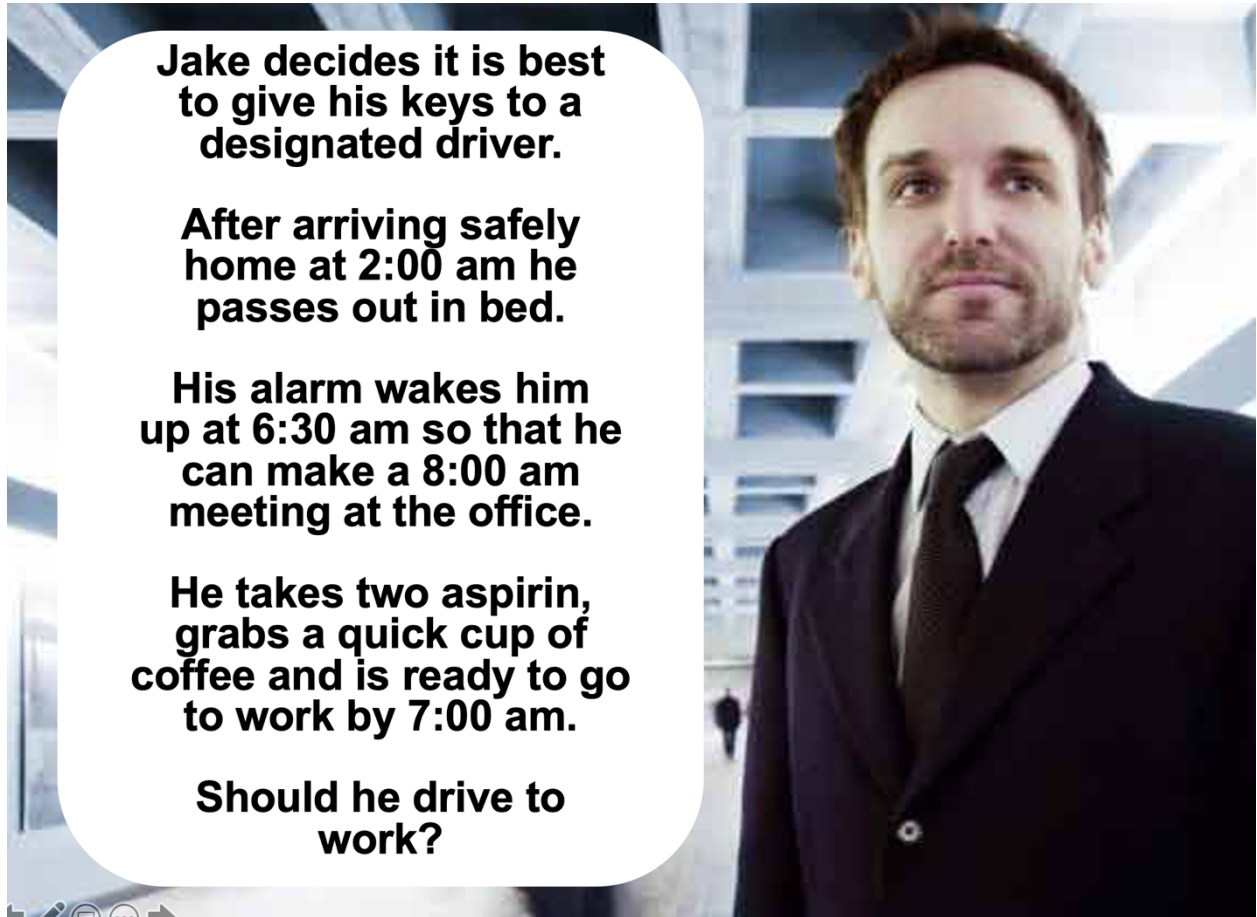 Jake decides it is best
to give his keys to a
designated driver.
After arriving safely
home at 2:00 am he
passes out in bed.
His alarm wakes him
up at 6:30 am so that he
can make a 8:00 am
meeting at the office.
He takes two aspirin,
grabs a quick cup of
coffee and is ready to go
to work by 7:00 am.
Should he drive to
work?